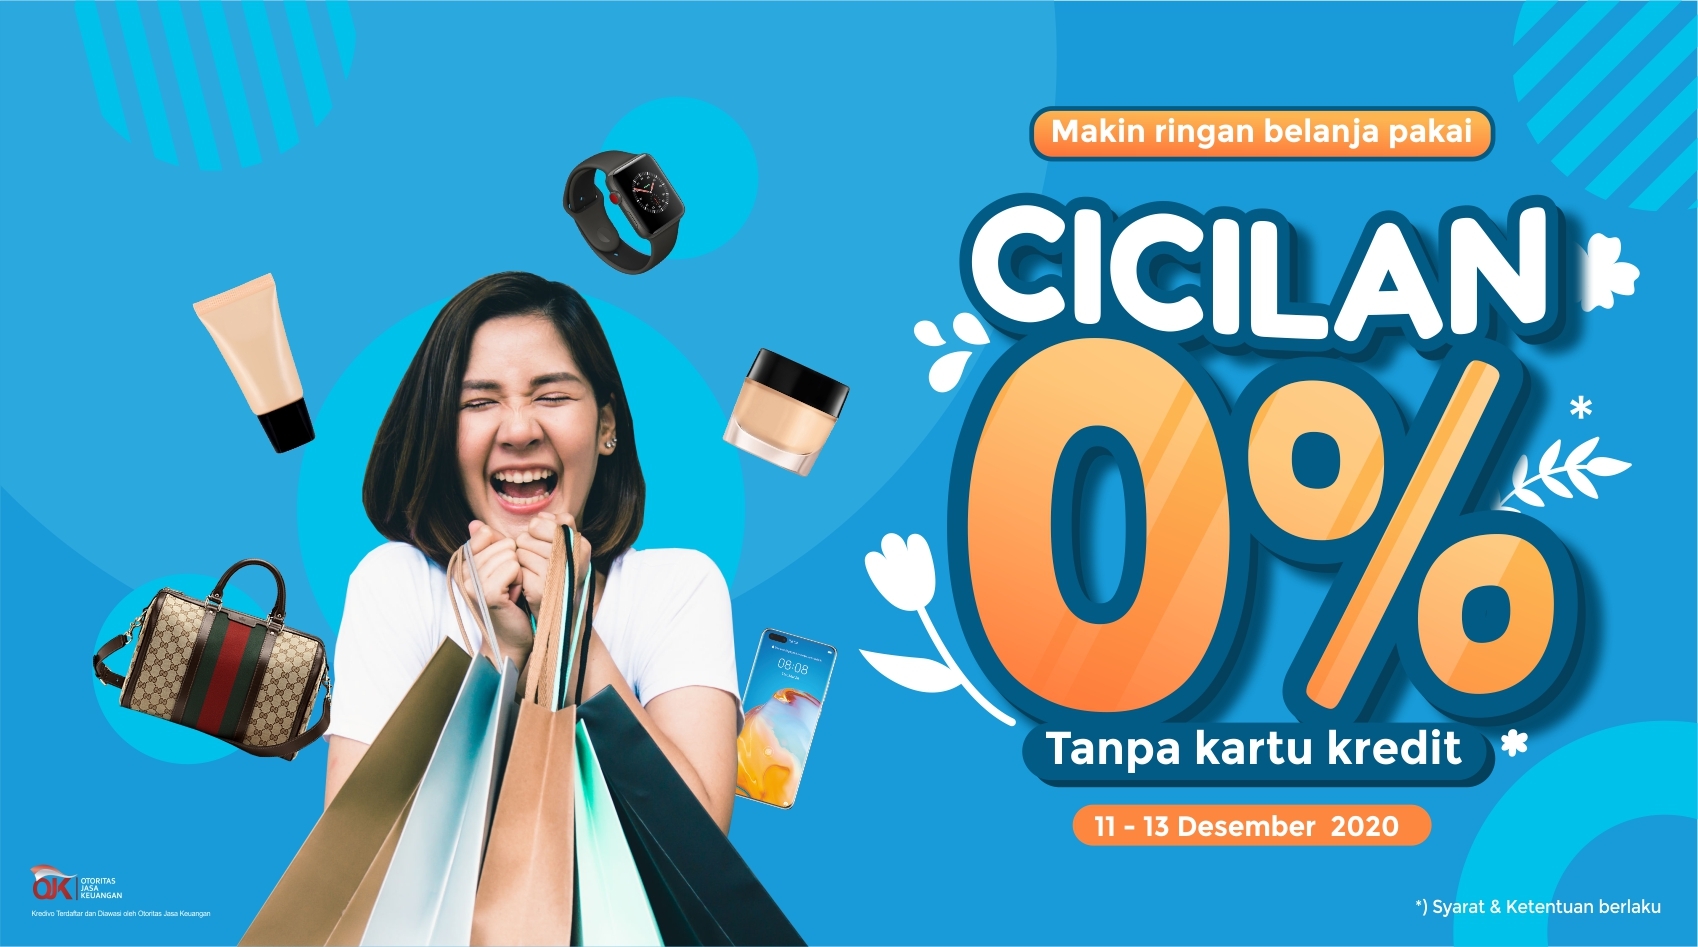 Makin ringan belanja pakai
CICILAN
0%
Tanpa kartu kredit *
11 - 13 Desember 2020
08:08
OJK
OTORITAS
JASA
KEUANGAN
Kredivo Terdaftar dan Diawasi oleh Otoritas Jasa Keuangan
*) Syarat & Ketentuan berlaku